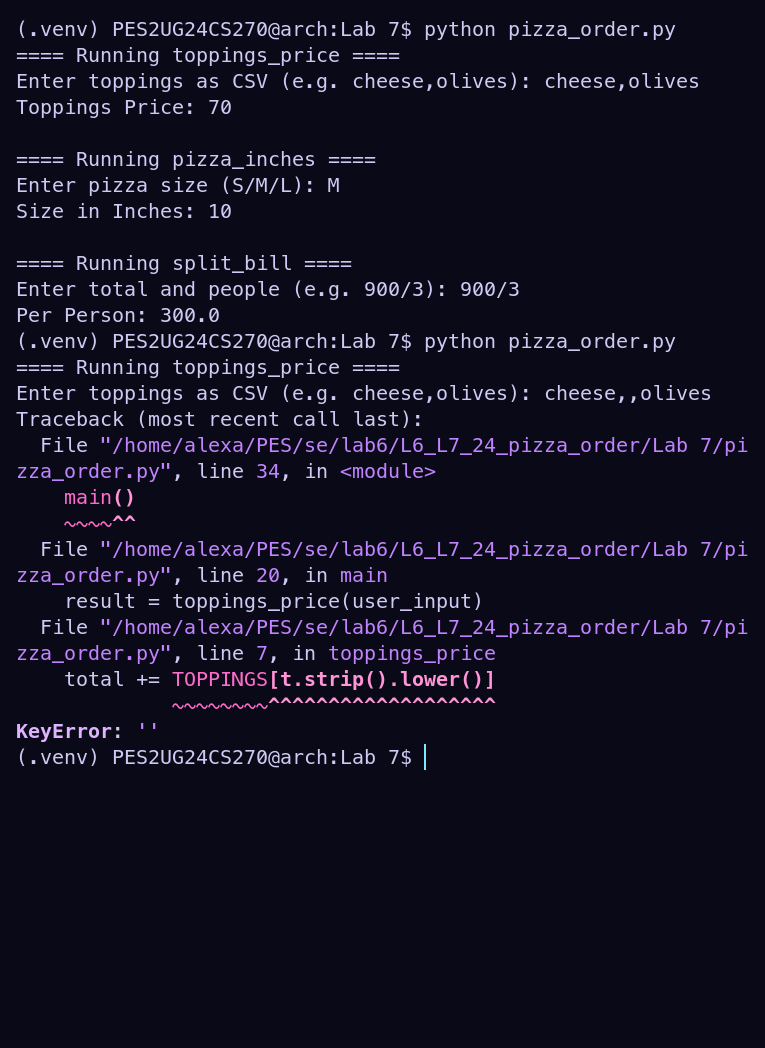 (.venv) PES2UG24CS270@arch:Lab 7$ python pizza_order.py
==== Running toppings_price ====
Enter toppings as CSV (e.g. cheese,olives): cheese,olives
Toppings Price: 70

==== Running pizza_inches ====
Enter pizza size (S/M/L): M
Size in Inches: 10

==== Running split_bill ====
Enter total and people (e.g. 900/3): 900/3
Per Person: 300.0
(.venv) PES2UG24CS270@arch:Lab 7$ python pizza_order.py
==== Running toppings_price ====
Enter toppings as CSV (e.g. cheese,olives): cheese,,olives
Traceback (most recent call last):
  File "/home/alexa/PES/se/lab6/L6_L7_24_pizza_order/Lab 7/pi
zza_order.py", line 34, in <module>
    main()
    ~~~~^^
  File "/home/alexa/PES/se/lab6/L6_L7_24_pizza_order/Lab 7/pi
zza_order.py", line 20, in main
    result = toppings_price(user_input)
  File "/home/alexa/PES/se/lab6/L6_L7_24_pizza_order/Lab 7/pi
zza_order.py", line 7, in toppings_price
    total += TOPPINGS[t.strip().lower()]
             ~~~~~~~~^^^^^^^^^^^^^^^^^^^
KeyError: ''
(.venv) PES2UG24CS270@arch:Lab 7$